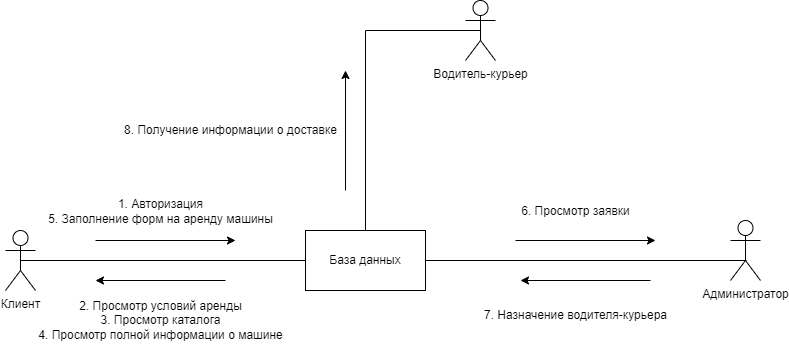 Водитель-курьер
8. Получение информации о доставке
1. Авторизация
5. Заполнение форм на аренду машины
6. Просмотр заявки
База данных
Клиент
Администратор
2. Просмотр условий аренды
3. Просмотр каталога
4. Просмотр полной информации о машине
7. Назначение водителя-курьера